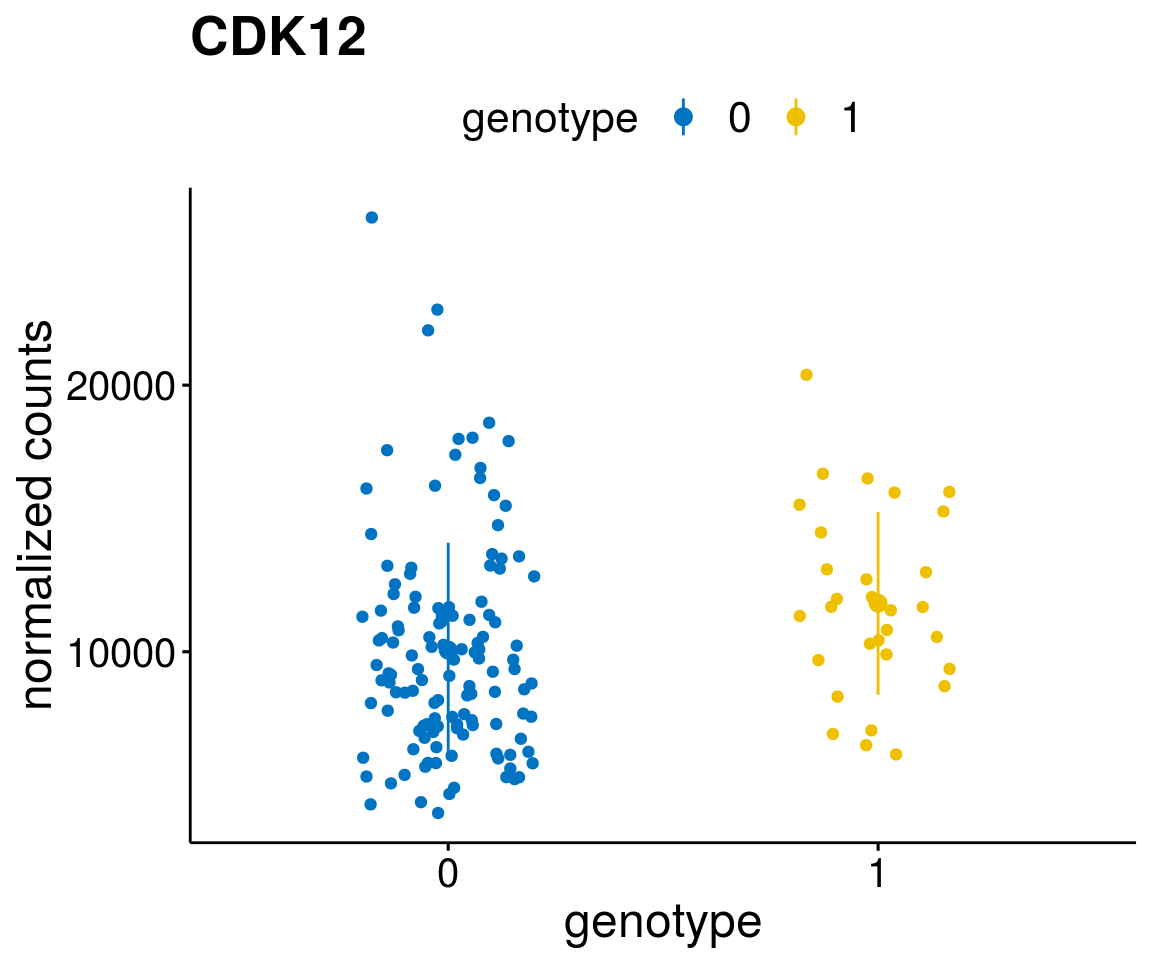 CDK12
genotype 0 1
normalized counts
20000
10000
0 1
genotype